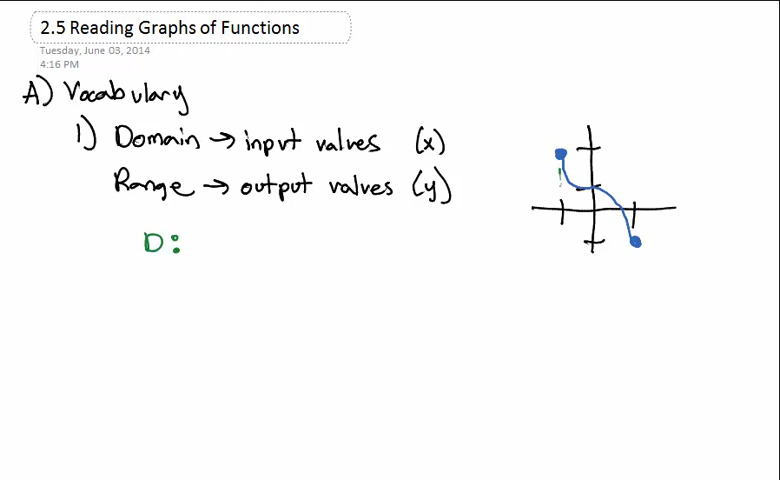 2.5 Reading Graphs of Functions
Tuesday, June 03, 2014
4:16 PM
A) Vocabulary
1) Domain → input values (x)
Range → output values (y)
D: